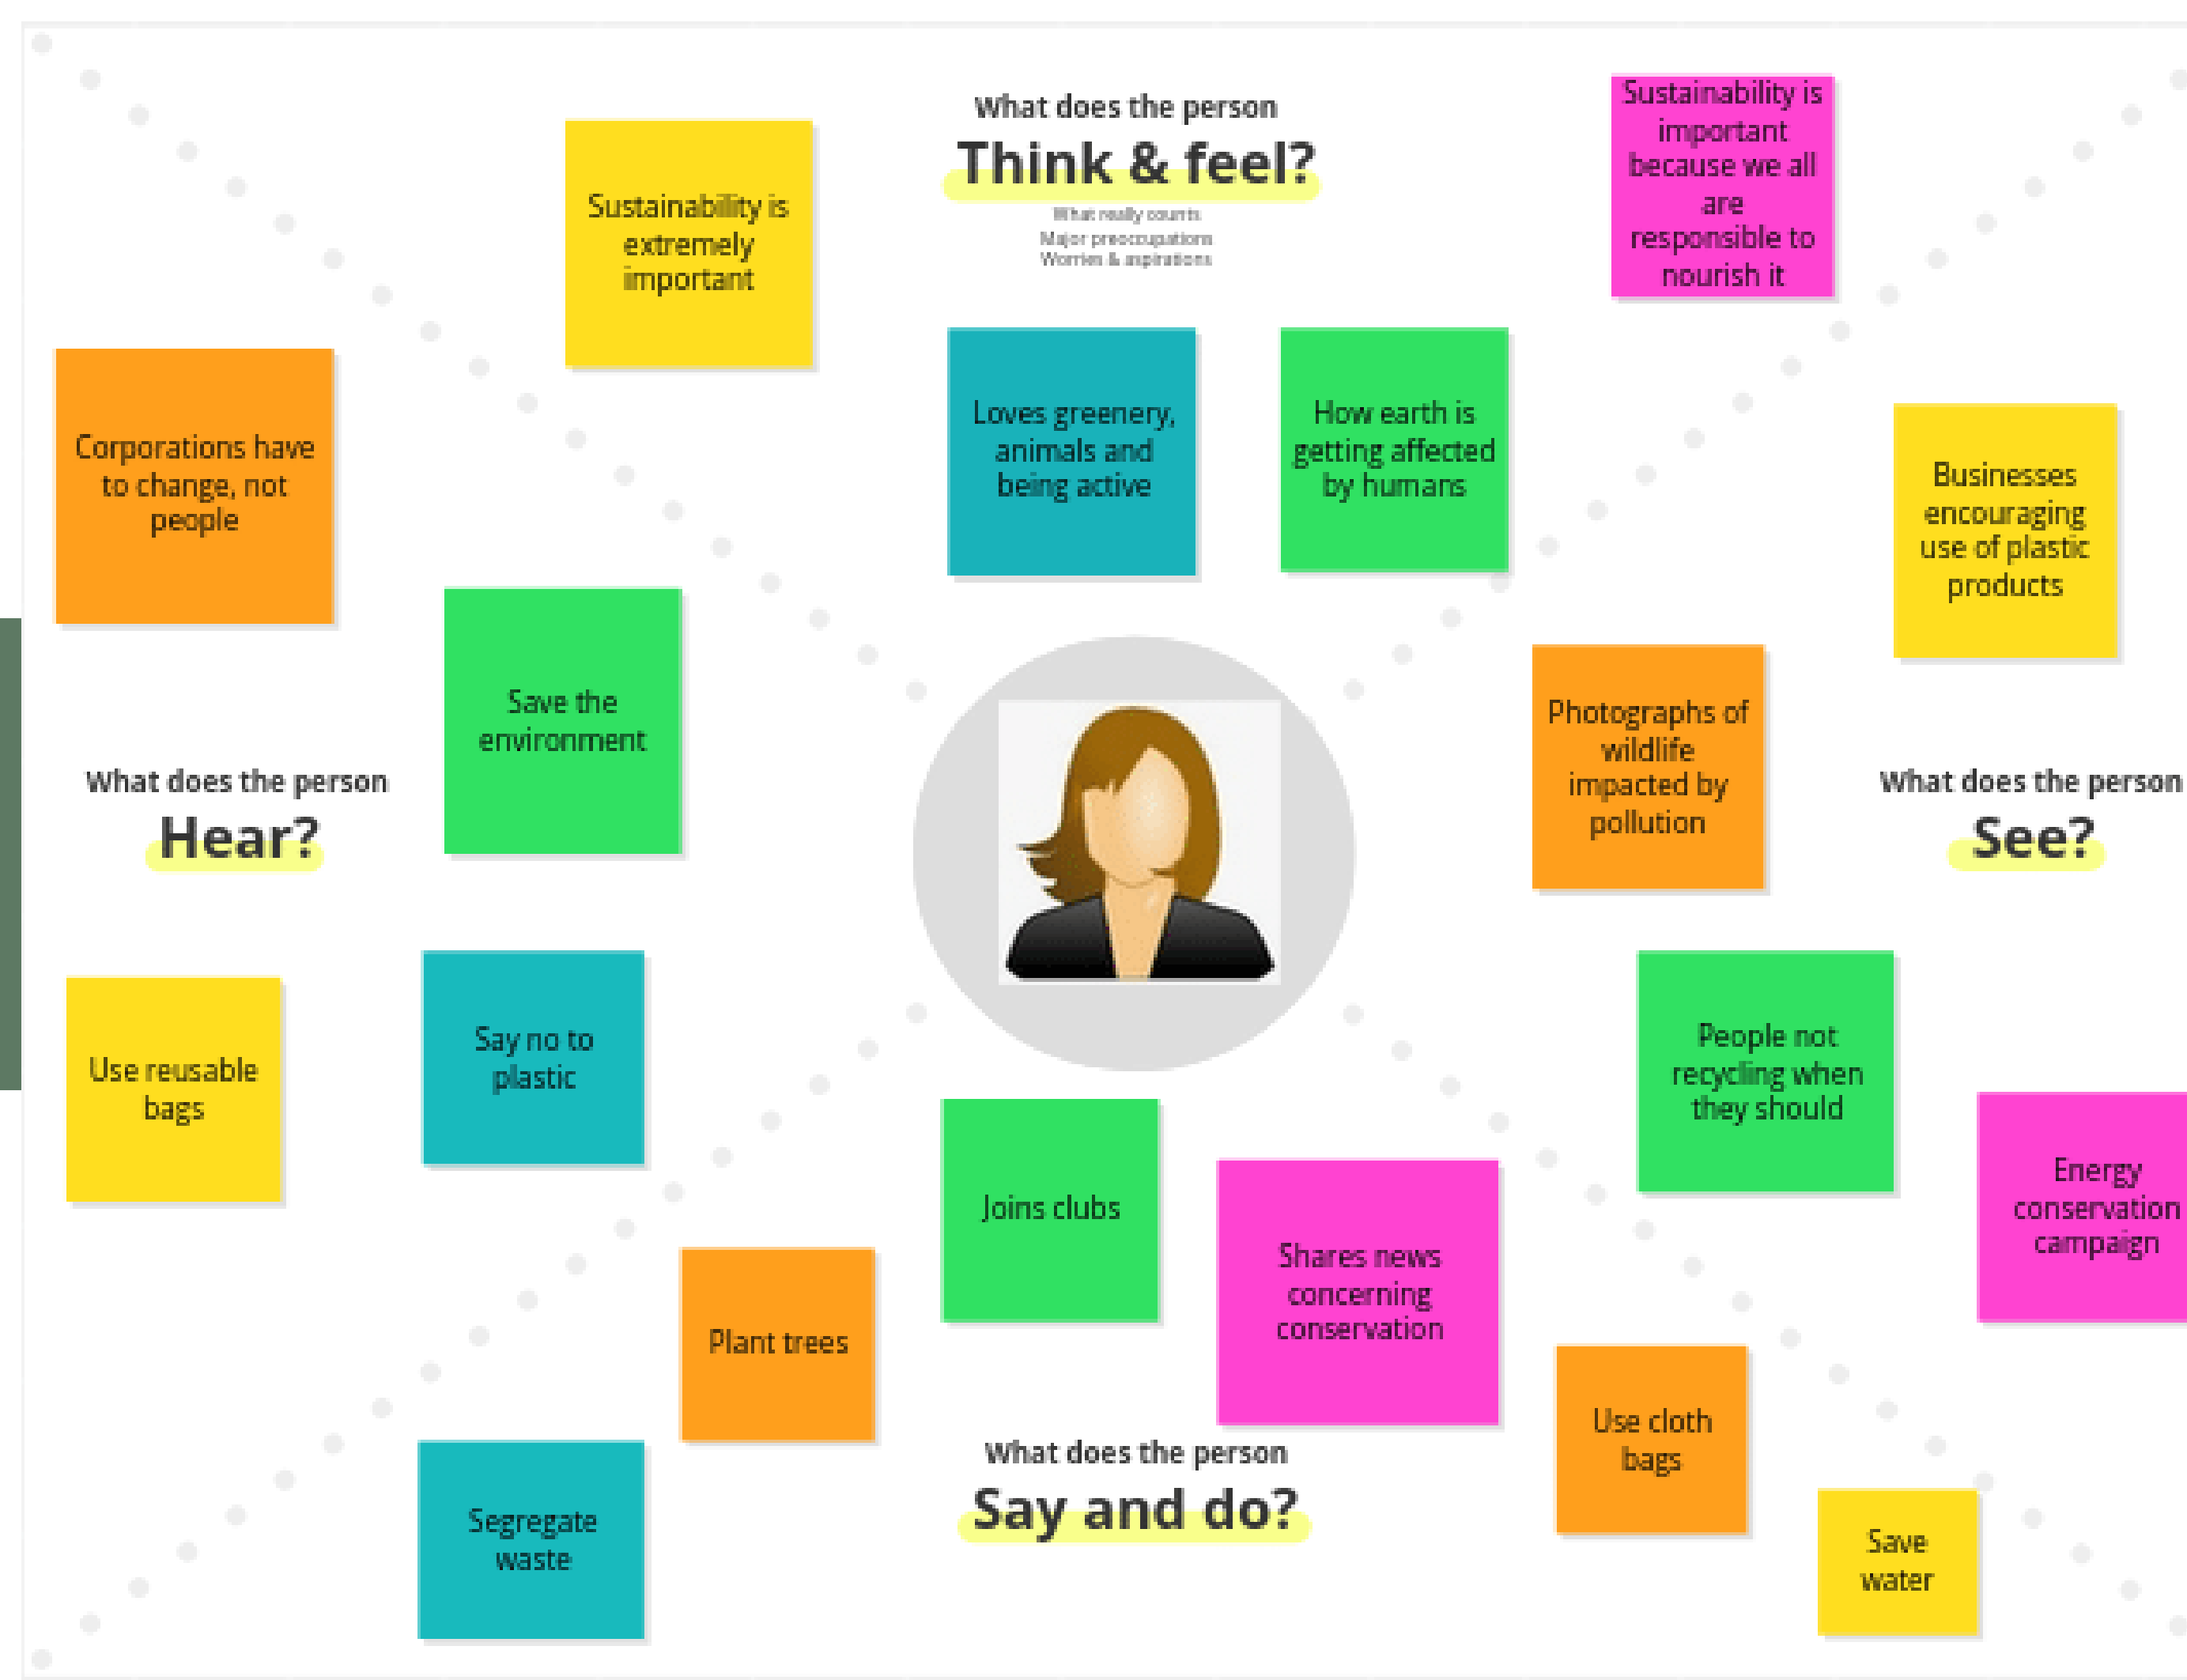 What does the person
Think & feel?
What really counts
Major preoccupations
Worries & aspirations
Sustainability is
extremely
important
Sustainability is
important
because we all
are
responsible to
nourish it
Loves greenery,
animals and
being active
How earth is
getting affected
by humans
Corporations have
to change, not
people
Save the
environment
What does the person
Hear?
Use reusable
bags
Say no to
plastic
Businesses
encouraging
use of plastic
products
Photographs of
wildlife
impacted by
pollution
What does the person
See?
People not
recycling when
they should
Energy
conservation
campaign
Joins clubs
Shares news
concerning
conservation
Plant trees
Segregate
waste
What does the person
Say and do?
Use cloth
bags
Save
water